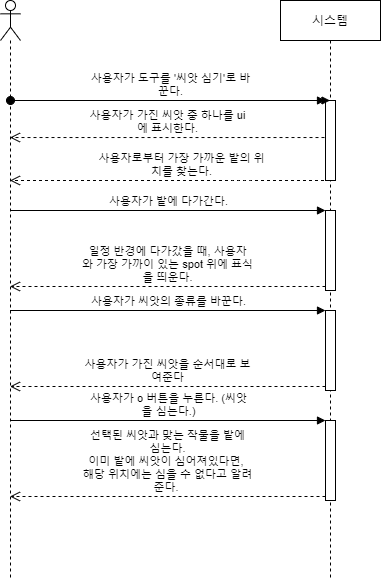 시스템
사용자가 도구를 '씨앗 심기'로 바
꾼다.
사용자가 가진 씨앗 중 하나를 ui
에 표시한다.
사용자로부터 가장 가까운 밭의 위
치를 찾는다.
사용자가 밭에 다가간다.
일정 반경에 다가갔을 때, 사용자
와 가장 가까이 있는 spot 위에 표식
을 띄운다.
사용자가 씨앗의 종류를 바꾼다.
사용자가 가진 씨앗을 순서대로 보
여준다
사용자가 o 버튼을 누른다. (씨앗
을 심는다.)
선택된 씨앗과 맞는 작물을 밭에
심는다.
이미 밭에 씨앗이 심어져있다면,
해당 위치에는 심을 수 없다고 알려
준다.